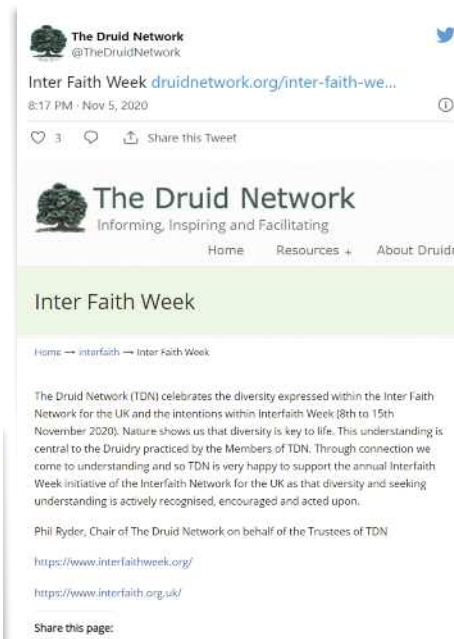 The Druid Network
@TheDruidNetwork
Inter Faith Week druidnetwork.org/inter-faith-we...
8:17 PM · Nov 5, 2020
3 Share this Tweet
The Druid Network
Informing, Inspiring and Facilitating
Home Resources + About Druid
Inter Faith Week
Home → interfaith → Inter Faith Week
The Druid Network (TDN) celebrates the diversity expressed within the Inter Faith
Network for the UK and the intentions within Interfaith Week (8th to 15th
November 2020). Nature shows us that diversity is key to life. This understanding is
central to the Druidry practiced by the Members of TDN. Through connection we
come to understanding and so TDN is very happy to support the annual Interfaith
Week initiative of the Interfaith Network for the UK as that diversity and seeking
understanding is actively recognised, encouraged and acted upon.
Phil Ryder, Chair of The Druid Network on behalf of the Trustees of TDN
https://www.interfaithweek.org/
https://www.interfaith.org.uk/
Share this page: